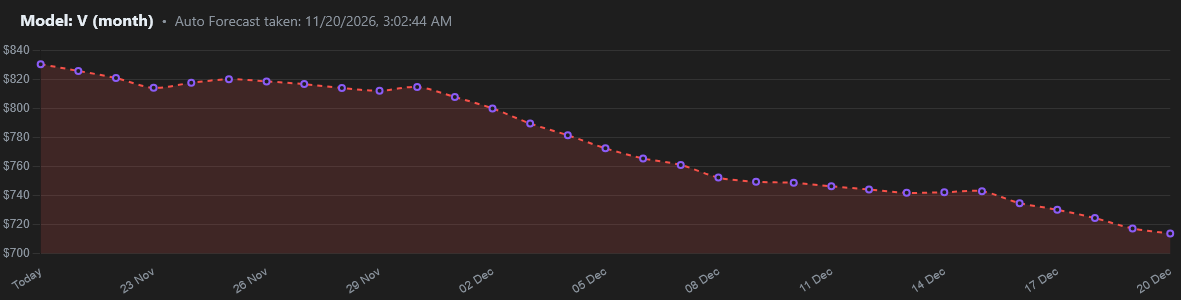 Model: V (month) • Auto Forecast taken: 11/20/2026, 3:02:44 AM
$840
$820
$800
$780
$760
$740
$720
$700
Today
23 Nov
26 Nov
29 Nov
02 Dec
05 Dec
08 Dec
11 Dec
14 Dec
17 Dec
20 Dec